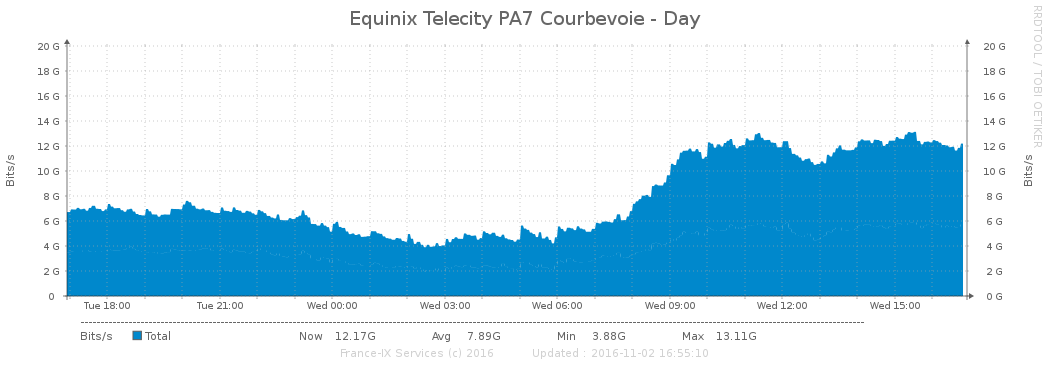 Equinix Telecity PA7 Courbevoie - Day
RRDTOOL / TOBI OETIKER
Bits/s
20 G
18 G
16 G
14 G
12 G
10 G
8 G
6 G
4 G
2 G
0
20 G
18 G
16 G
14 G
12 G
10 G
8 G
6 G
4 G
2 G
0 G
Bits/s
Tue 18:00 Tue 21:00 Wed 00:00 Wed 03:00 Wed 06:00 Wed 09:00 Wed 12:00 Wed 15:00
Bits/s Total Now 12.17G Avg 7.89G Min 3.88G Max 13.11G
France-IX Services (c) 2016 Updated : 2016-11-02 16:55:10